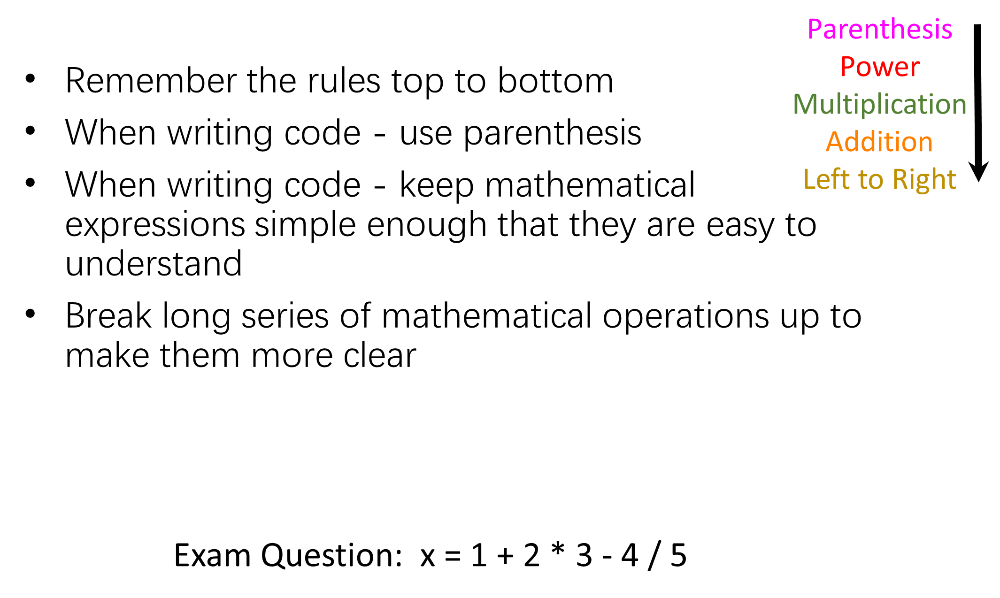 Parenthesis
Power
Multiplication
Addition
Left to Right
• Remember the rules top to bottom
• When writing code - use parenthesis
• When writing code - keep mathematical
expressions simple enough that they are easy to
understand
• Break long series of mathematical operations up to
make them more clear
Exam Question: x = 1 + 2 * 3 - 4 / 5